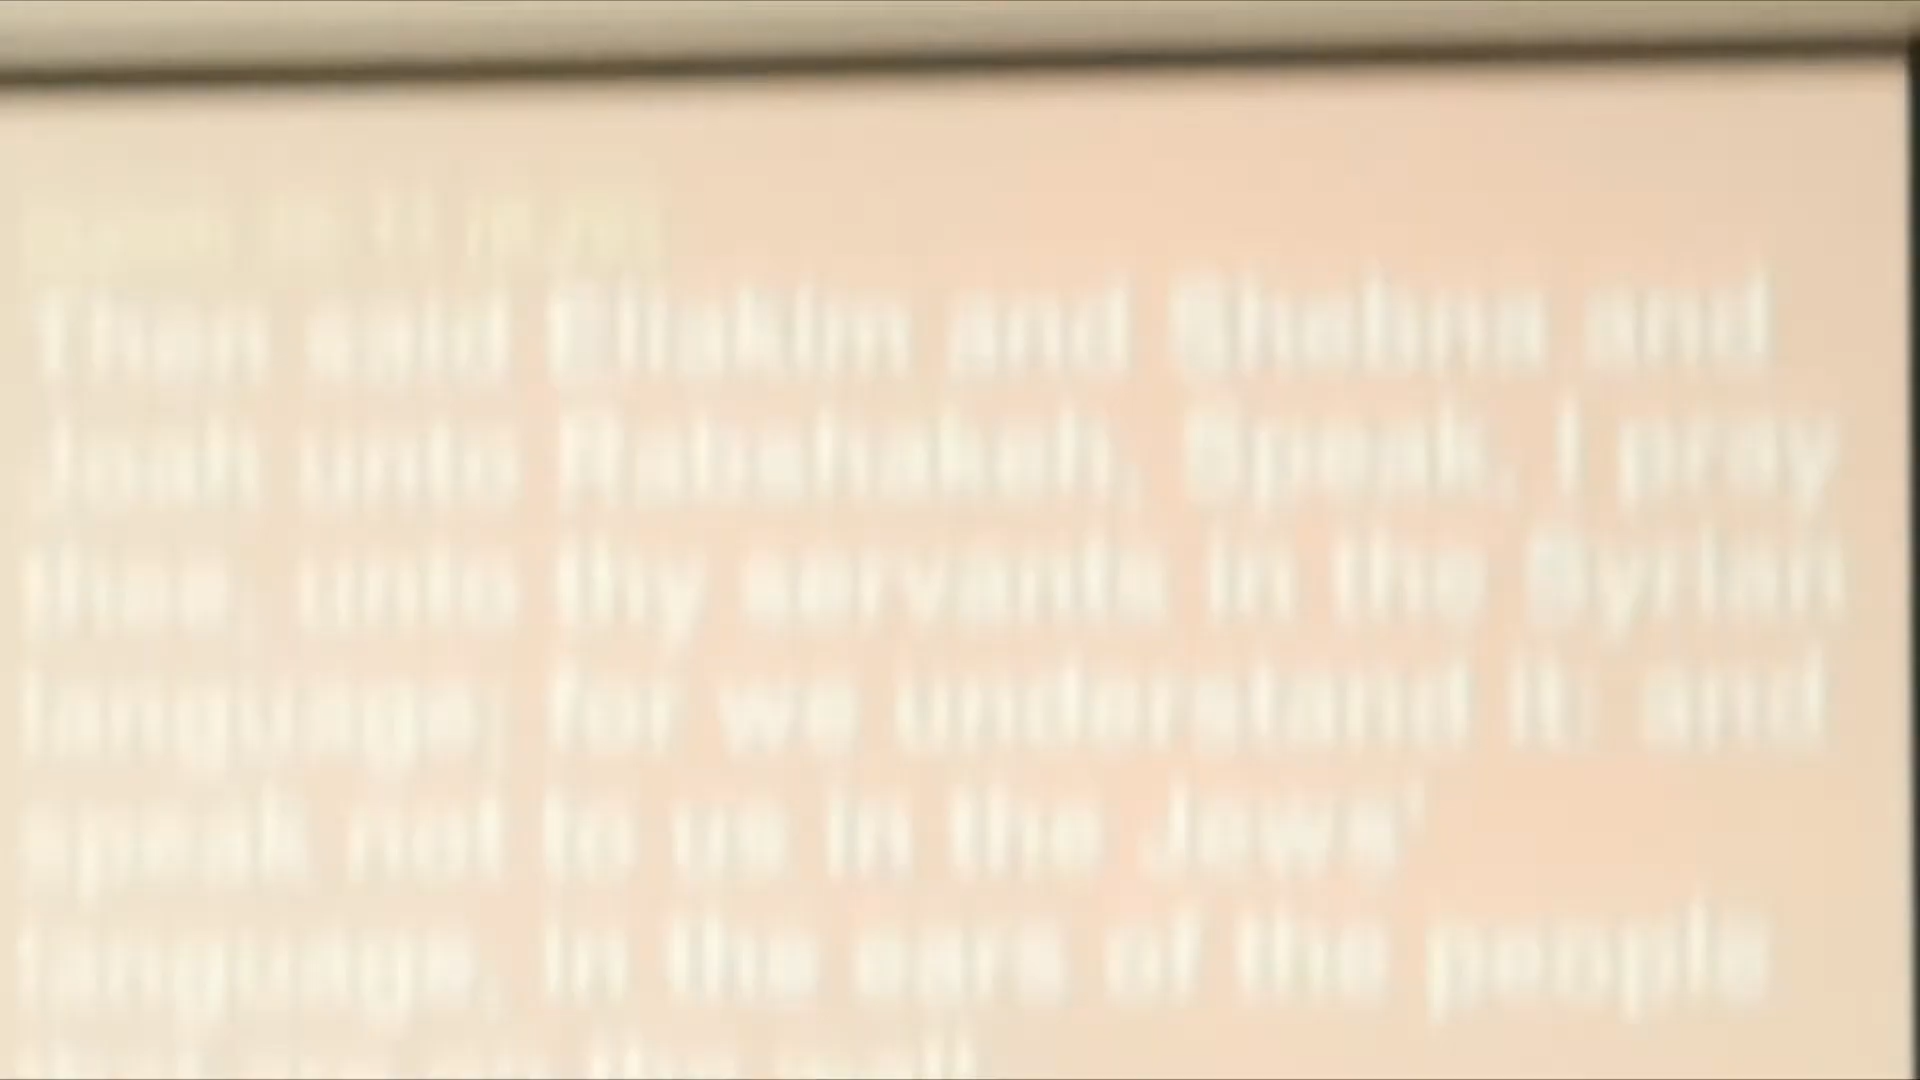 Then said Eliakim and Shebna and
Joah unto Rabshakeh, Speak, I pray
thee, unto thy servants in the Syrian
language; for we understand it: and
speak not to us in the Jews'
language, in the ears of the people
the wall